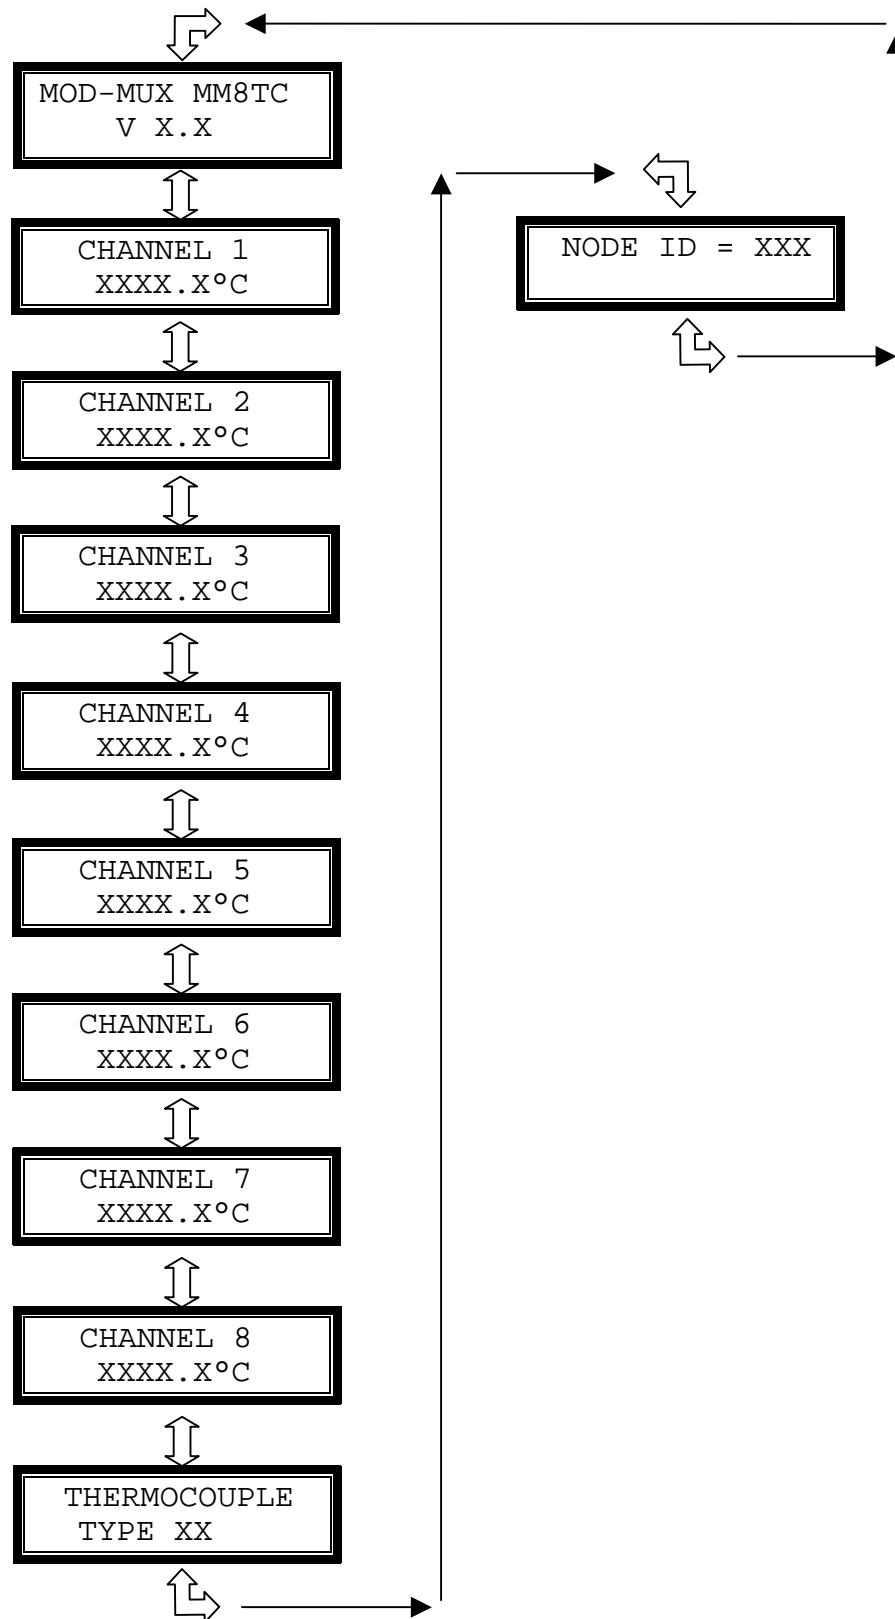 MOD-MUX MM8TC
V X.X
CHANNEL 1
XXXX.X°C
CHANNEL 2
XXXX.X°C
CHANNEL 3
XXXX.X°C
CHANNEL 4
XXXX.X°C
CHANNEL 5
XXXX.X°C
CHANNEL 6
XXXX.X°C
CHANNEL 7
XXXX.X°C
CHANNEL 8
XXXX.X°C
THERMOCOUPLE
TYPE XX
NODE ID = XXX